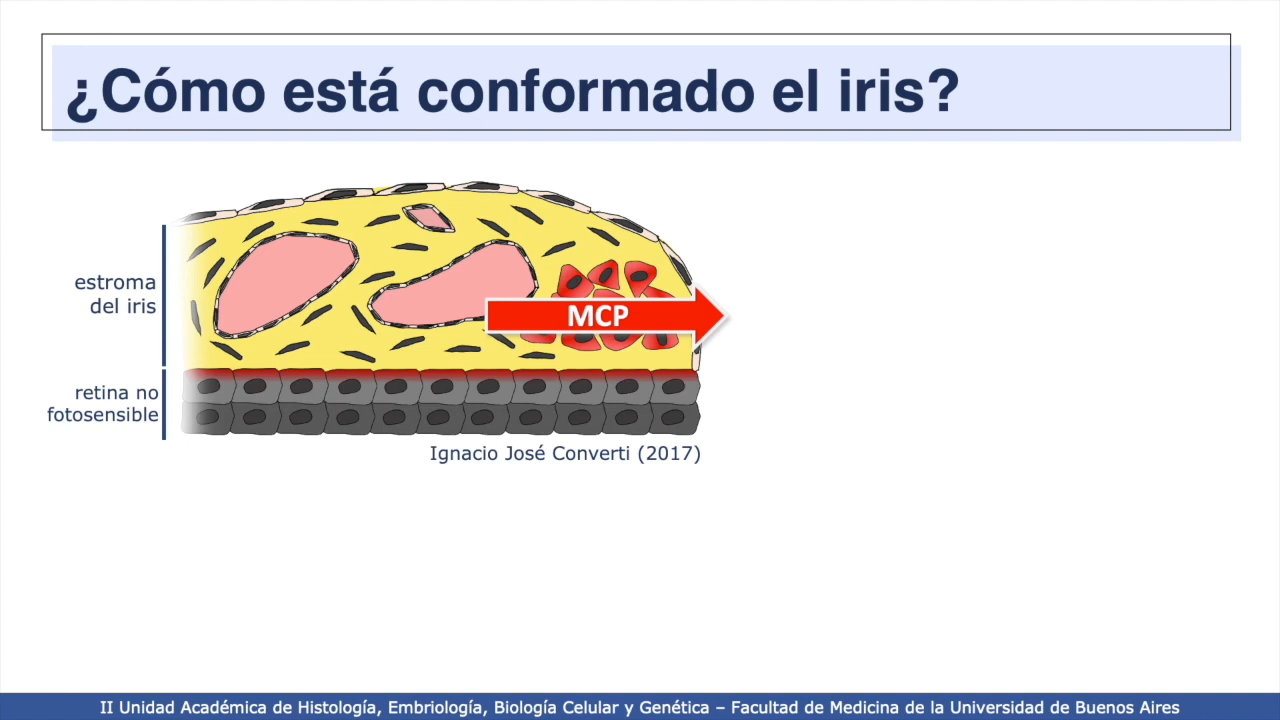 ¿Cómo está conformado el iris?
estroma
del iris
MCP
retina no
fotosensible
Ignacio José Converti (2017)
II Unidad Académica de Histología, Embriología, Biología Celular y Genética – Facultad de Medicina de la Universidad de Buenos Aires